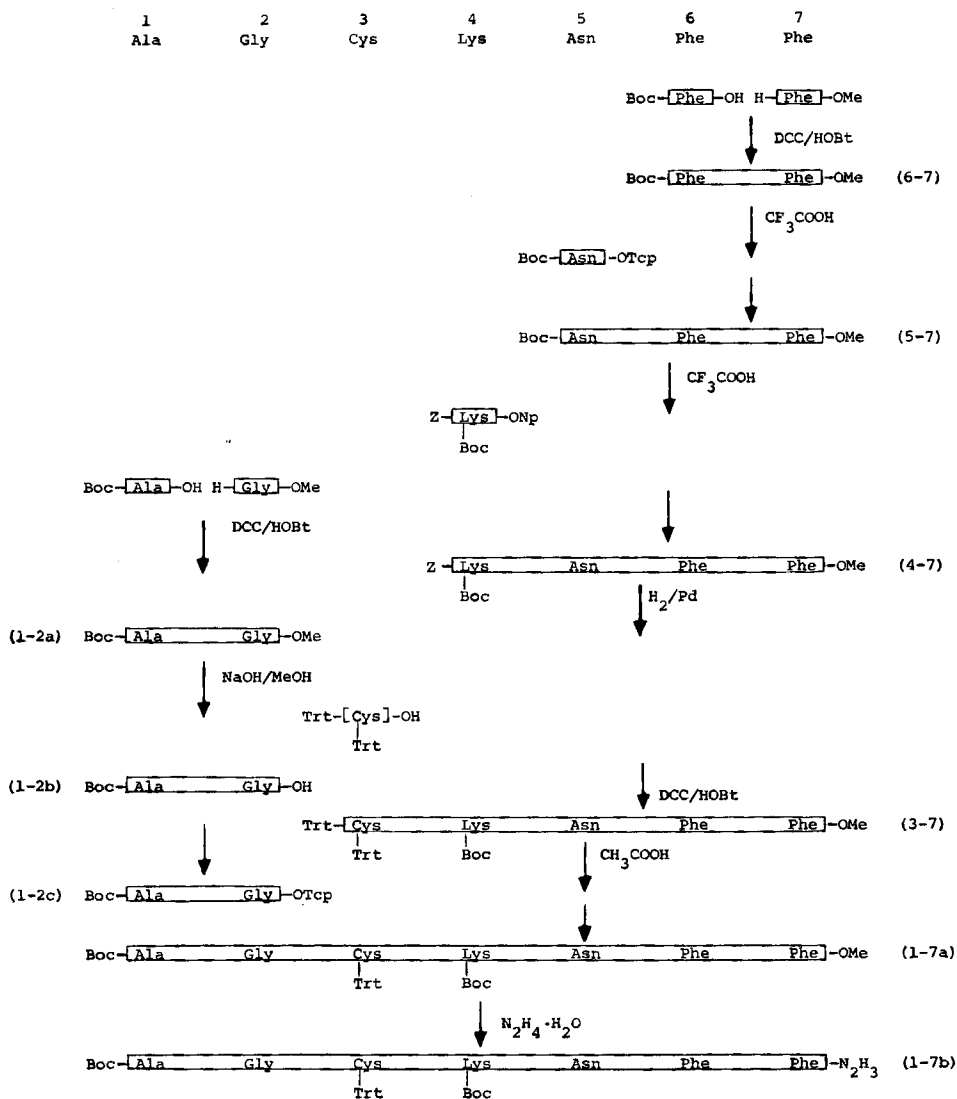 1 2 3 4 5 6 7
Ala Gly Cys Lys Asn Phe Phe
Boc-Phe-OH H-Phe-OMe
DCC/HOBt
Boc-Phe Phe-OMe (6-7)
CF3COOH
Boc-Asn-OTcp
Boc-Asn Phe Phe-OMe (5-7)
CF3COOH
Z-Lys-ONp
Boc
Boc-Ala-OH H-Gly-OMe
DCC/HOBt
Z-Lys Asn Phe Phe-OMe (4-7)
Boc
H2/Pd
(1-2a) Boc-Ala Gly-OMe
NaOH/MeOH
Trt-[Cys]-OH
Trt
(1-2b) Boc-Ala Gly-OH
DCC/HOBt
Trt-Cys Lys Asn Phe Phe-OMe (3-7)
Trt Boc
CH3COOH
(1-2c) Boc-Ala Gly-OTcp
Boc-Ala Gly Cys Lys Asn Phe Phe-OMe (1-7a)
Trt Boc
N2H4·H2O
Boc-Ala Gly Cys Lys Asn Phe Phe-N2H3 (1-7b)
Trt Boc